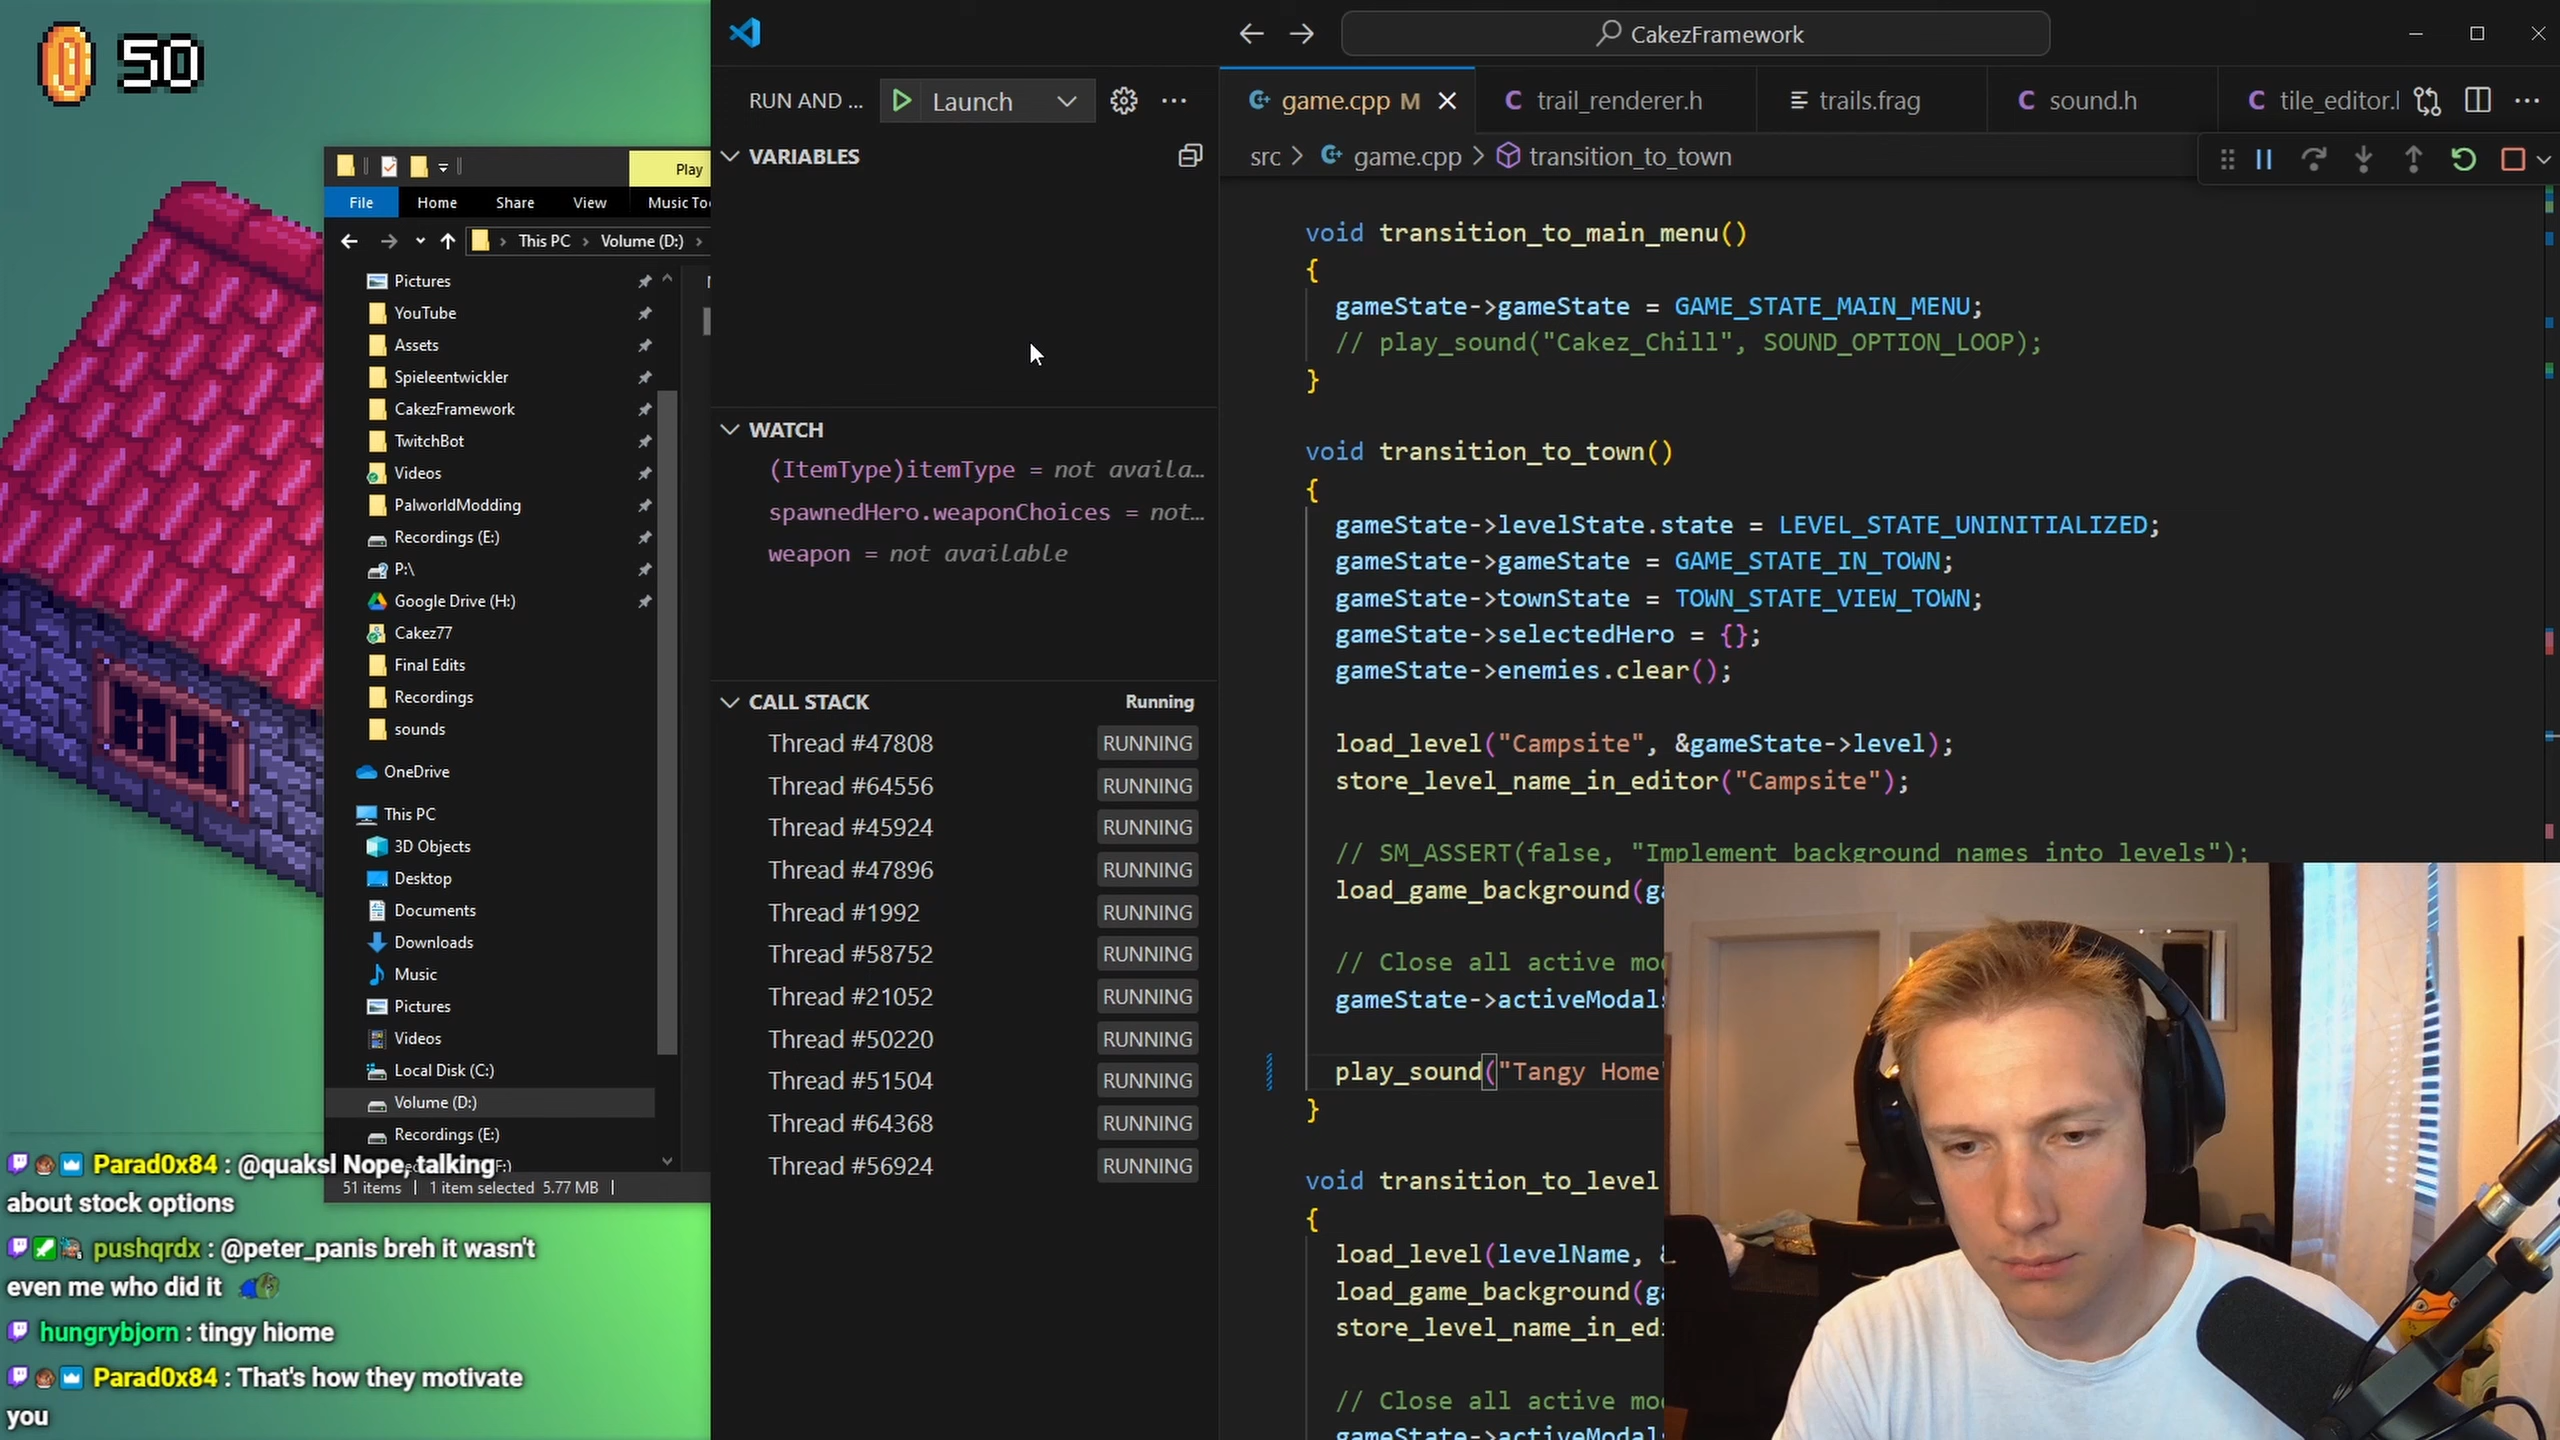 50
Play
File
Home
Share
View
Music To
This PC
Volume (D:)
Pictures
YouTube
Assets
Spieleentwickler
CakezFramework
TwitchBot
Videos
PalworldModding
Recordings (E:)
P:\
Google Drive (H:)
Cakez77
Final Edits
Recordings
sounds
OneDrive
This PC
3D Objects
Desktop
Documents
Downloads
Music
Pictures
Videos
Local Disk (C:)
Volume (D:)
Recordings (E:)
51 items
1 item selected 5.77 MB
Parad0x84 : @quaksl Nope, talking
about stock options
pushqrdx : @peter_panis breh it wasn't
even me who did it
hungrybjorn : tingy hiome
Parad0x84 : That's how they motivate
you
CakezFramework
RUN AND ...
Launch
VARIABLES
WATCH
(ItemType)itemType = not availa…
spawnedHero.weaponChoices = not…
weapon = not available
CALL STACK
Running
Thread #47808 RUNNING
Thread #64556 RUNNING
Thread #45924 RUNNING
Thread #47896 RUNNING
Thread #1992 RUNNING
Thread #58752 RUNNING
Thread #21052 RUNNING
Thread #50220 RUNNING
Thread #51504 RUNNING
Thread #64368 RUNNING
Thread #56924 RUNNING
game.cpp M
trail_renderer.h
trails.frag
sound.h
tile_editor.
src > game.cpp > transition_to_town
void transition_to_main_menu()
{
gameState->gameState = GAME_STATE_MAIN_MENU;
// play_sound("Cakez_Chill", SOUND_OPTION_LOOP);
}
void transition_to_town()
{
gameState->levelState.state = LEVEL_STATE_UNINITIALIZED;
gameState->gameState = GAME_STATE_IN_TOWN;
gameState->townState = TOWN_STATE_VIEW_TOWN;
gameState->selectedHero = {};
gameState->enemies.clear();
load_level("Campsite", &gameState->level);
store_level_name_in_editor("Campsite");
// SM_ASSERT(false, "Implement background names into levels");
load_game_background(ga
// Close all active mo
gameState->activeModals
play_sound("Tangy Home"
}
void transition_to_level
{
load_level(levelName, &
load_game_background(ga
store_level_name_in_edi
// Close all active mo
gameState->activeModals